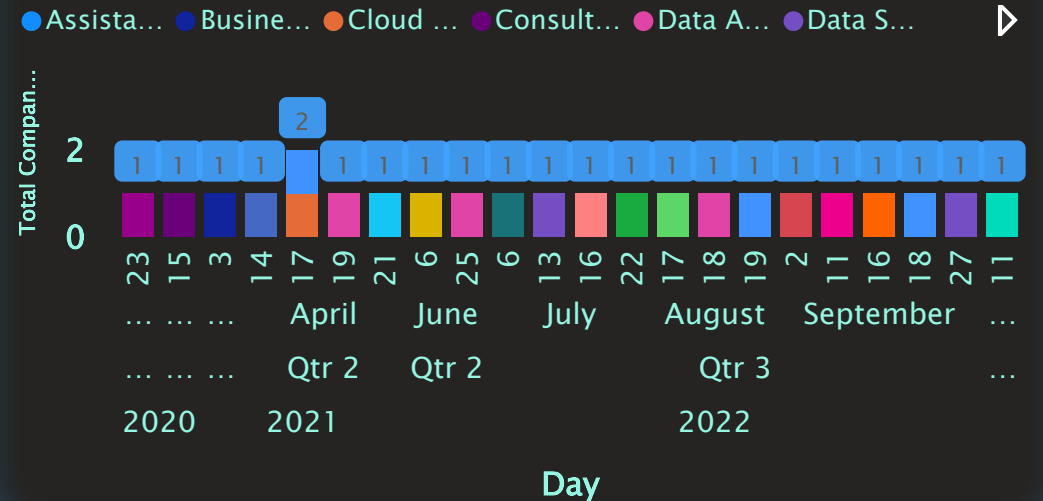 Assista... Busine... Cloud ... Consult... Data A... Data S...
Total Compan...
2
2
1 1 1 1 1 1 1 1 1 1 1 1 1 1 1 1 1 1 1 1 1
0
23 15 3 14 17 19 21 6 25 6 13 16 22 17 18 19 2 11 16 18 27 11
... ... ... April June July August September ...
... ... ... Qtr 2 Qtr 2 Qtr 3 ...
2020 2021 2022
Day